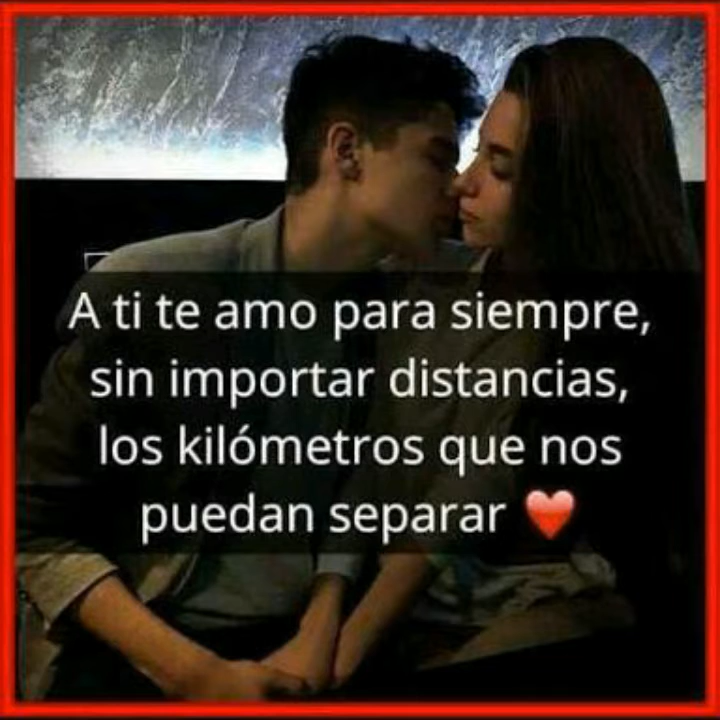 A ti te amo para siempre,
sin importar distancias,
los kilómetros que nos
puedan separar ❤️